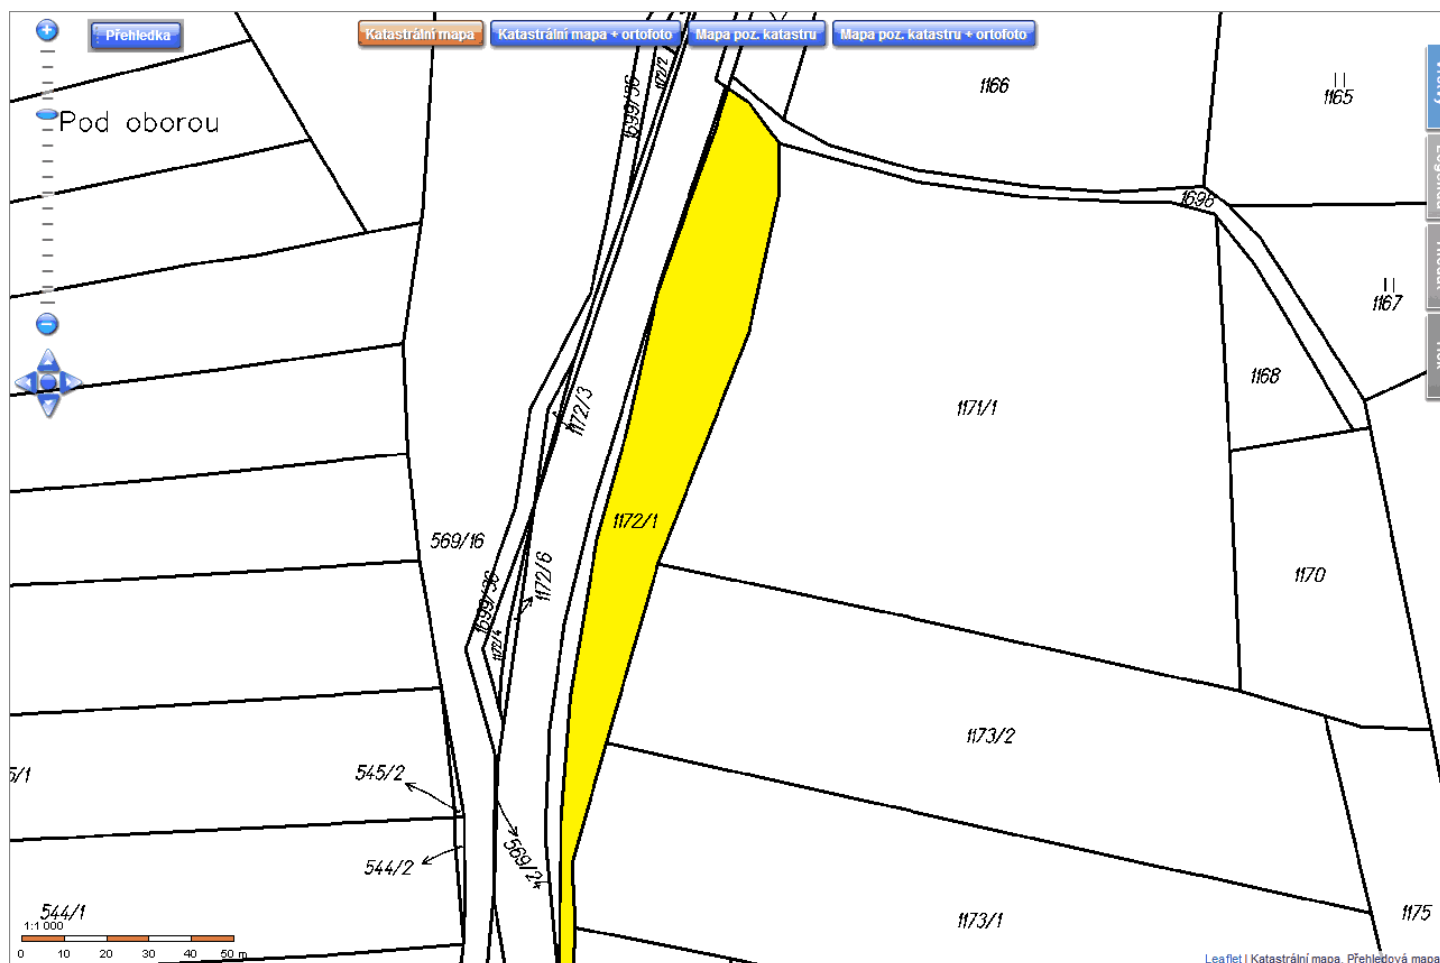 Přehledka
Katastrální mapa
Katastrální mapa + ortofoto
Mapa poz. katastru
Mapa poz. katastru + ortofoto
Pod oborou
1699/36
1172/2
1166
1165
1696
1167
1168
1171/1
1172/3
1172/1
569/16
1172/6
1699/36
1172/4
1170
1173/2
545/2
544/2
569/2
544/1
1173/1
1175
1:1 000
0 10 20 30 40 50 m
Leaflet | Katastrální mapa, Přehledová mapa